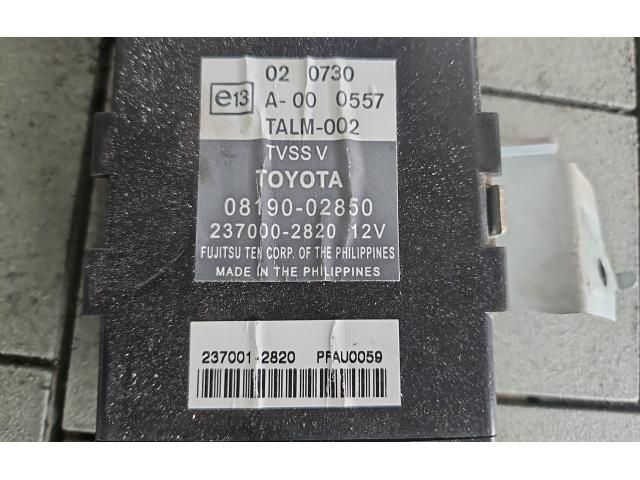 02 0730
e13 A-00 0557
TALM-002
TVSS V
TOYOTA
08190-02850
237000-2820 12V
FUJITSU TEN CORP. OF THE PHILIPPINES
MADE IN THE PHILIPPINES
237001-2820 PFAU0059